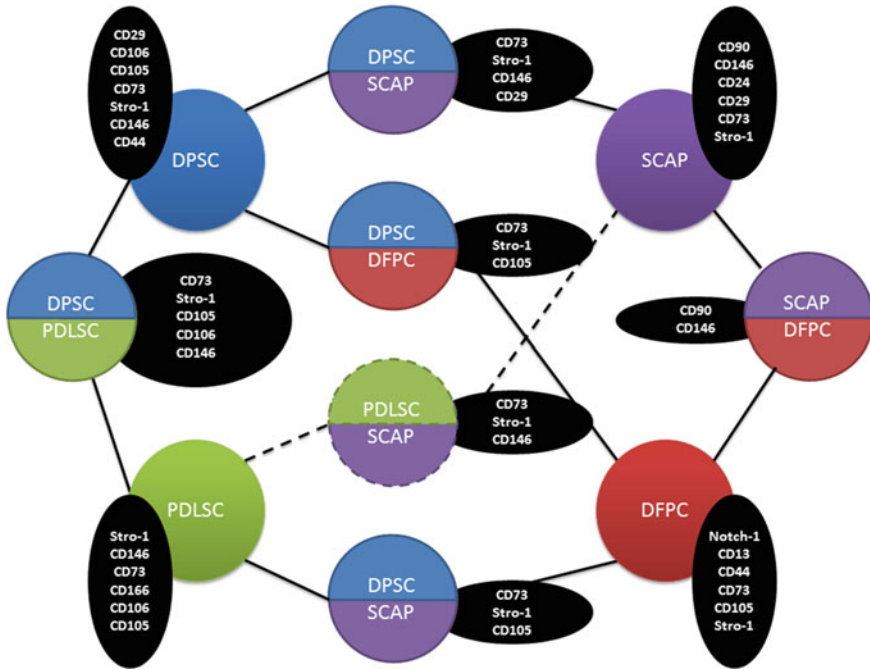 CD29
CD106
CD105
CD73
Stro-1
CD146
CD44
DPSC
DPSC
SCAP
CD73
Stro-1
CD146
CD29
CD90
CD146
CD24
CD29
CD73
Stro-1
SCAP
DPSC
DFPC
CD73
Stro-1
CD105
DPSC
PDLSC
CD73
Stro-1
CD105
CD106
CD146
CD90
CD146
SCAP
DFPC
PDLSC
SCAP
CD73
Stro-1
CD146
PDLSC
Stro-1
CD146
CD73
CD166
CD106
CD105
DFPC
Notch-1
CD13
CD44
CD73
CD105
Stro-1
DPSC
SCAP
CD73
Stro-1
CD105